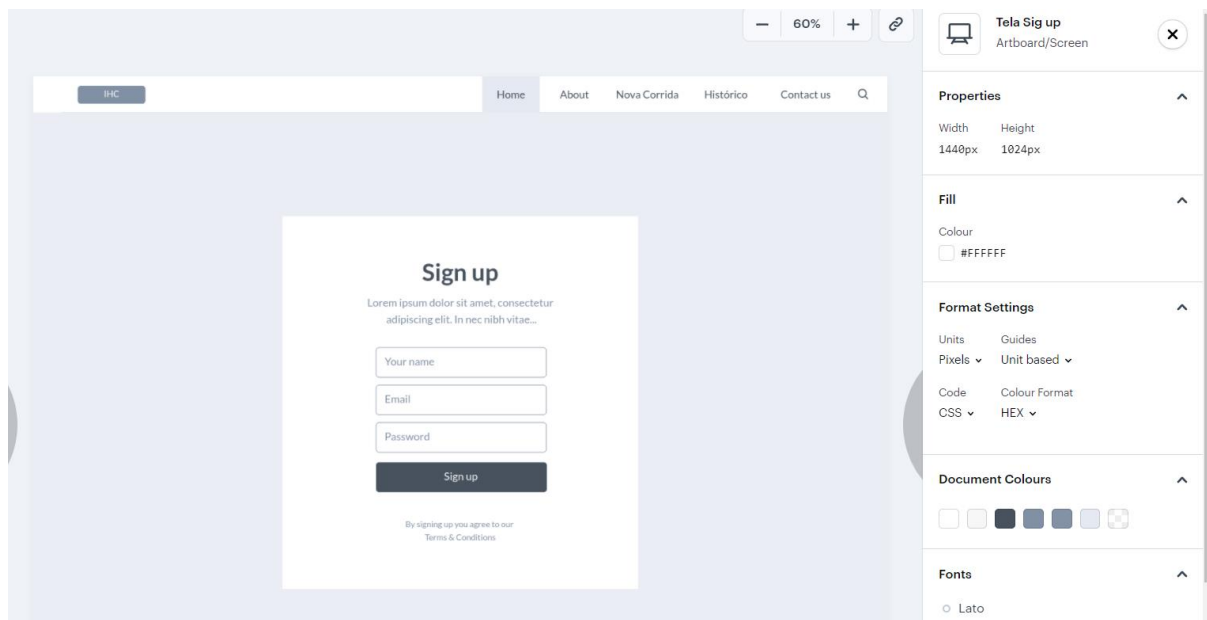 60%
IHC
Home About Nova Corrida Histórico Contact us
Sign up
Lorem ipsum dolor sit amet, consectetur
adipiscing elit. In nec nibh vitae...
Your name
Email
Password
Sign up
By signing up you agree to our
Terms & Conditions
Tela Sig up
Artboard/Screen
Properties
Width Height
1440px 1024px
Fill
Colour
#FFFFFF
Format Settings
Units Guides
Pixels Unit based
Code Colour Format
CSS HEX
Document Colours
Fonts
Lato